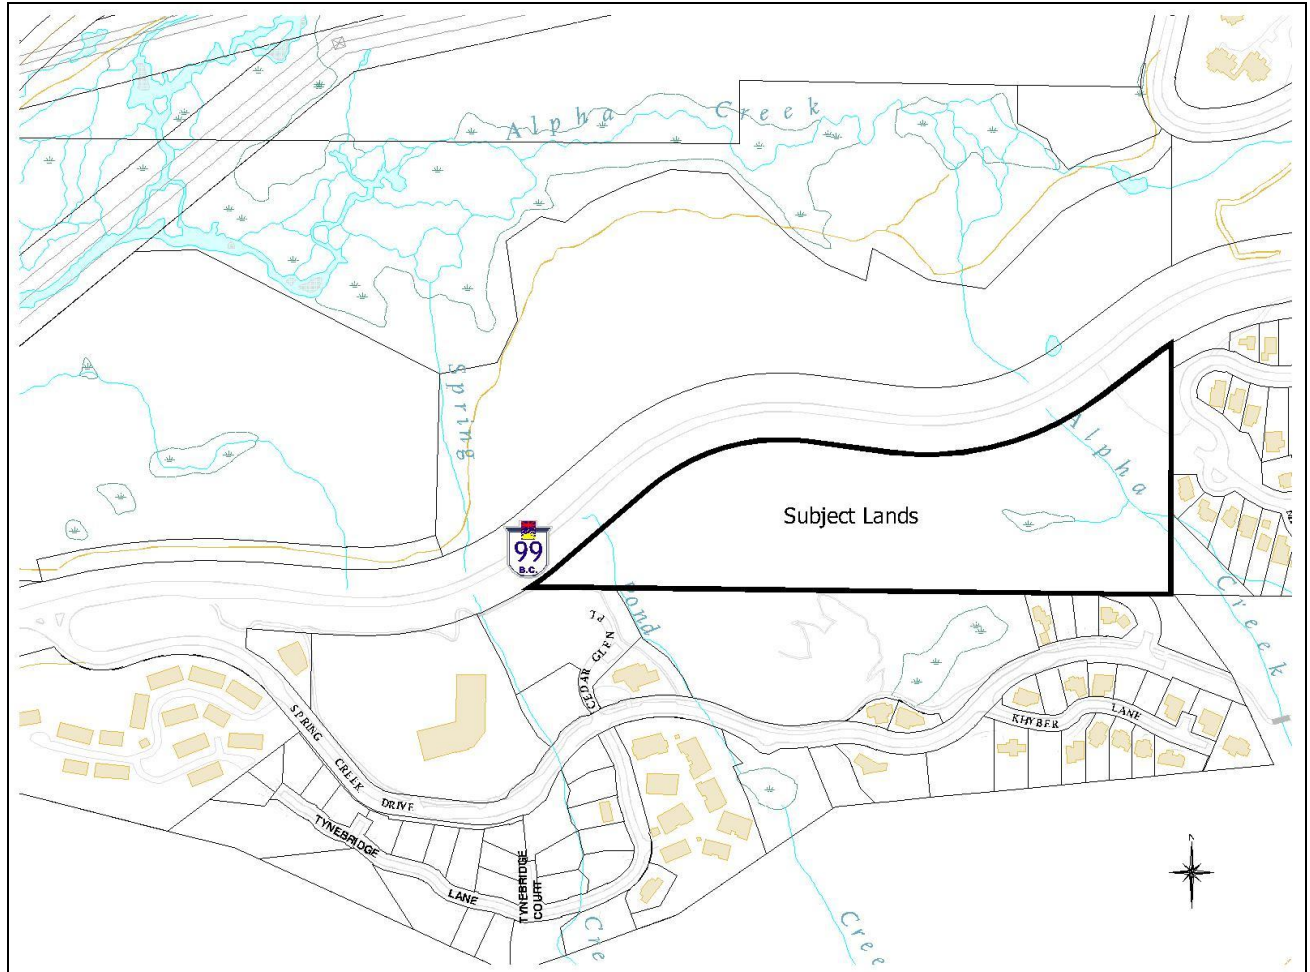 Alpha Creek
Spring
99
B.C.
Subject Lands
Alpha
Creek
Pond
CEDAR GLEN PL
SPRING CREEK DRIVE
KHYBER LANE
TYNEBRIDGE LANE
TYNEBRIDGE COURT
Cre
Cree
N